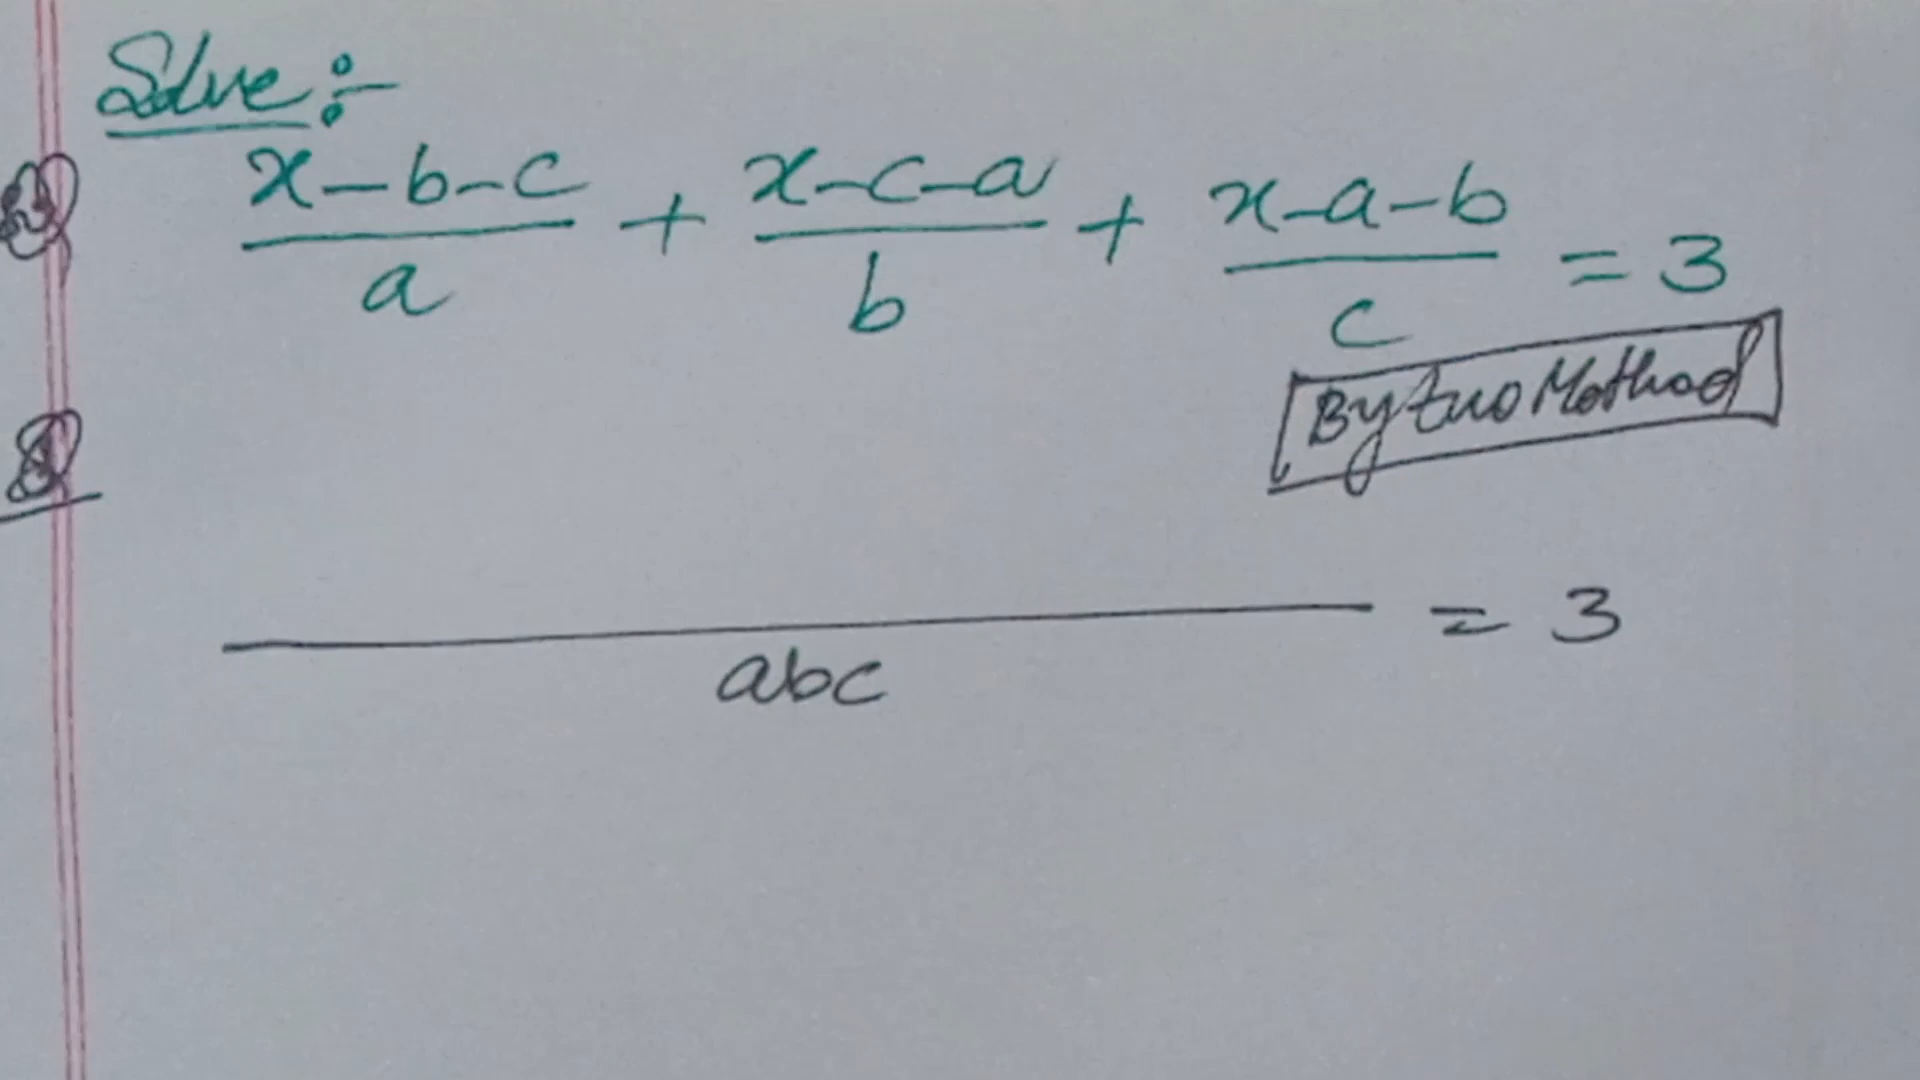 Solve :-
x-b-c/a + x-c-a/b + x-a-b/c = 3
By two Method
/abc = 3